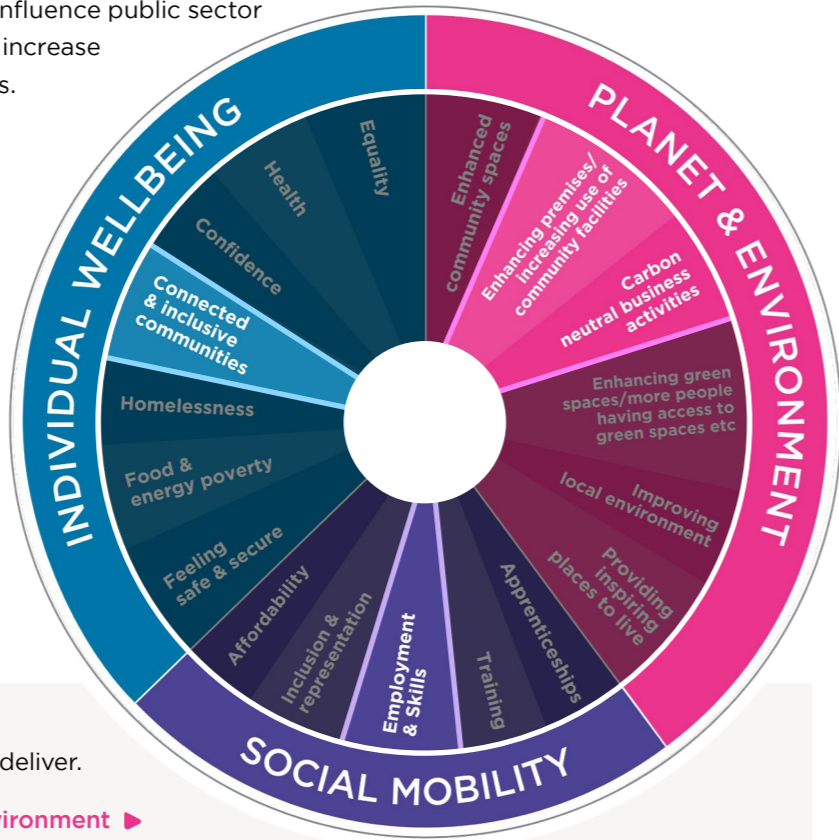 nfluence public sector
increase
s.
INDIVIDUAL WELLBEING
PLANET & ENVIRONMENT
SOCIAL MOBILITY
Equality
Health
Confidence
Connected
& inclusive
communities
Homelessness
Food &
energy poverty
Feeling
safe & secure
Enhanced
community spaces
Enhancing premises/
increasing use of
community facilities
Carbon
neutral business
activities
Enhancing green
spaces/more people
having access to
green spaces etc
Improving
local environment
Providing
inspiring
places to live
Apprenticeships
Training
Employment
& Skills
Inclusion &
representation
Affordability
deliver.
ironment ▶